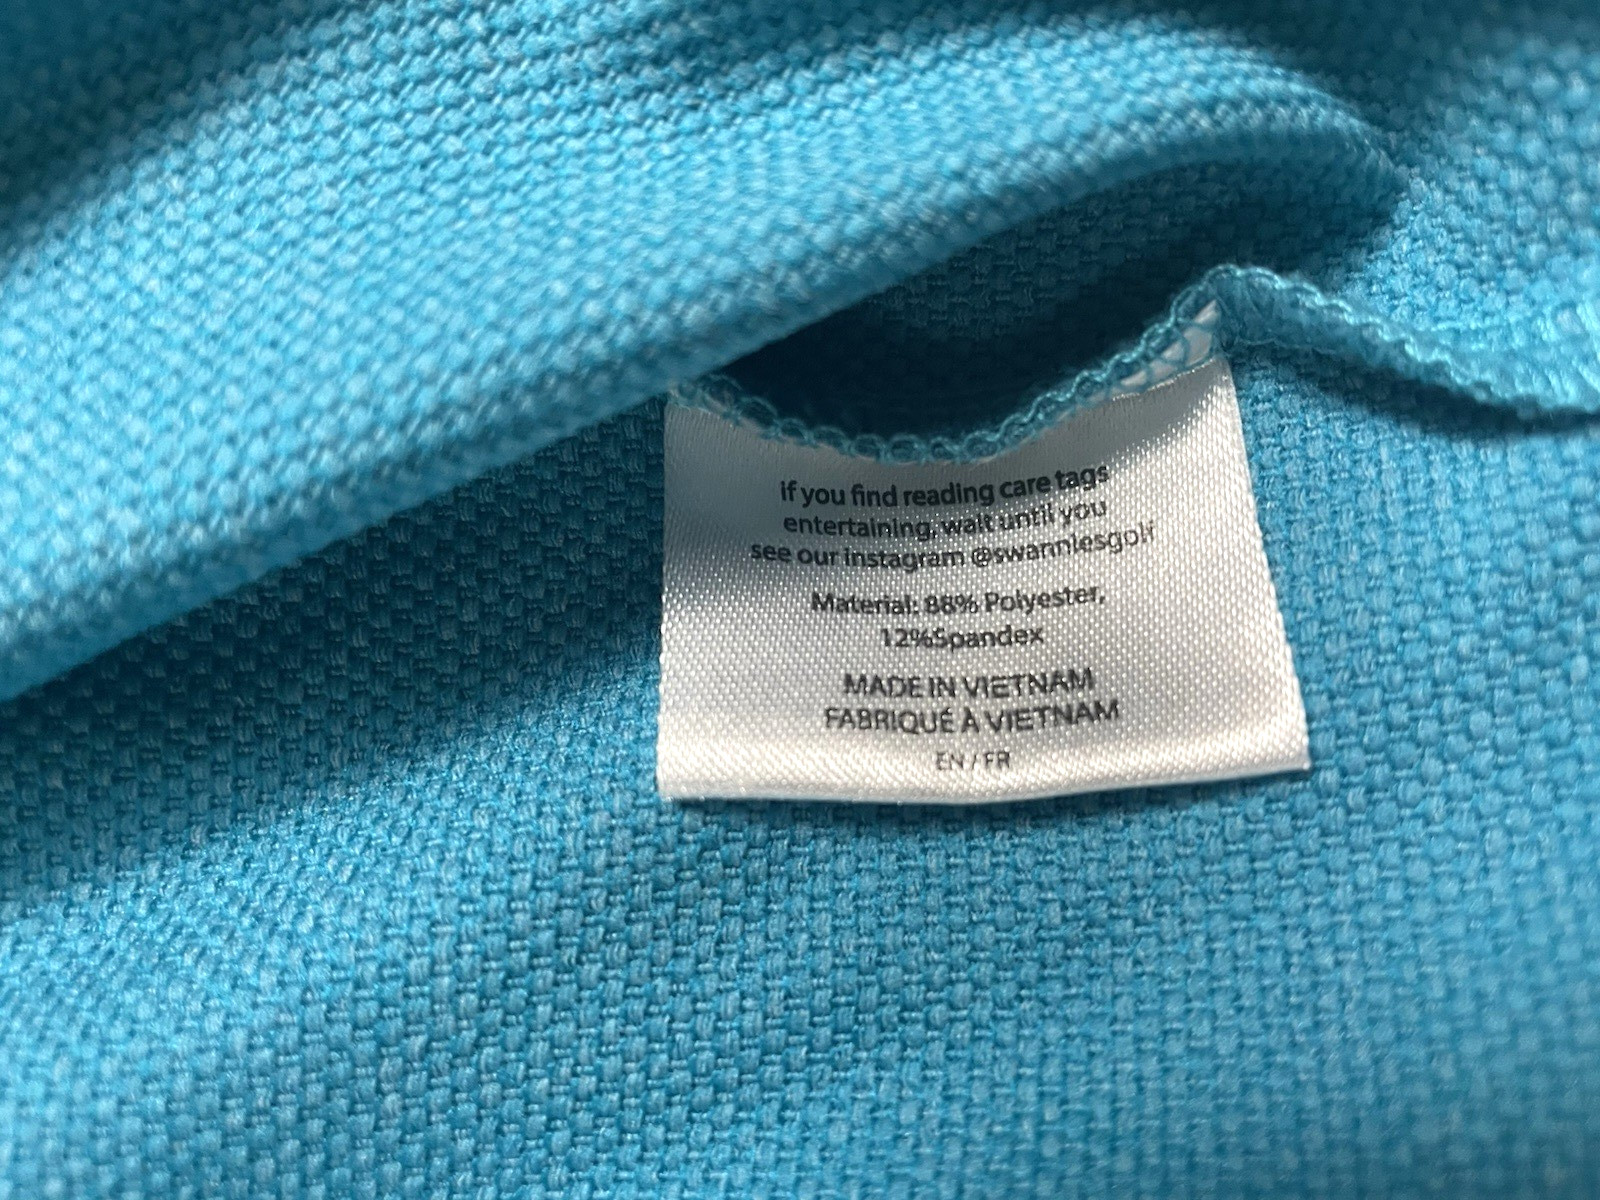 if you find reading care tags
entertaining, wait until you
see our instagram @swanniesgolf
Material: 88% Polyester,
12%Spandex
MADE IN VIETNAM
FABRIQUÉ À VIETNAM
EN / FR